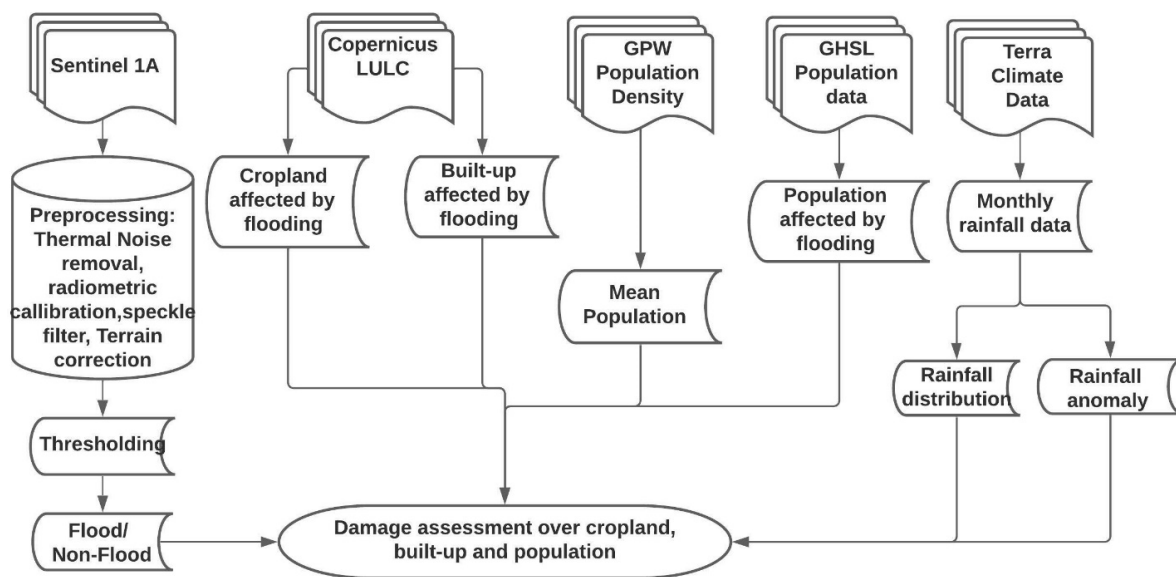 Sentinel 1A
Copernicus
LULC
GPW
Population
Density
GHSL
Population
data
Terra
Climate
Data
Preprocessing:
Thermal Noise
removal,
radiometric
callibration,speckle
filter, Terrain
correction
Cropland
affected by
flooding
Built-up
affected by
flooding
Population
affected by
flooding
Monthly
rainfall data
Mean
Population
Rainfall
distribution
Rainfall
anomaly
Thresholding
Flood/
Non-Flood
Damage assessment over cropland,
built-up and population